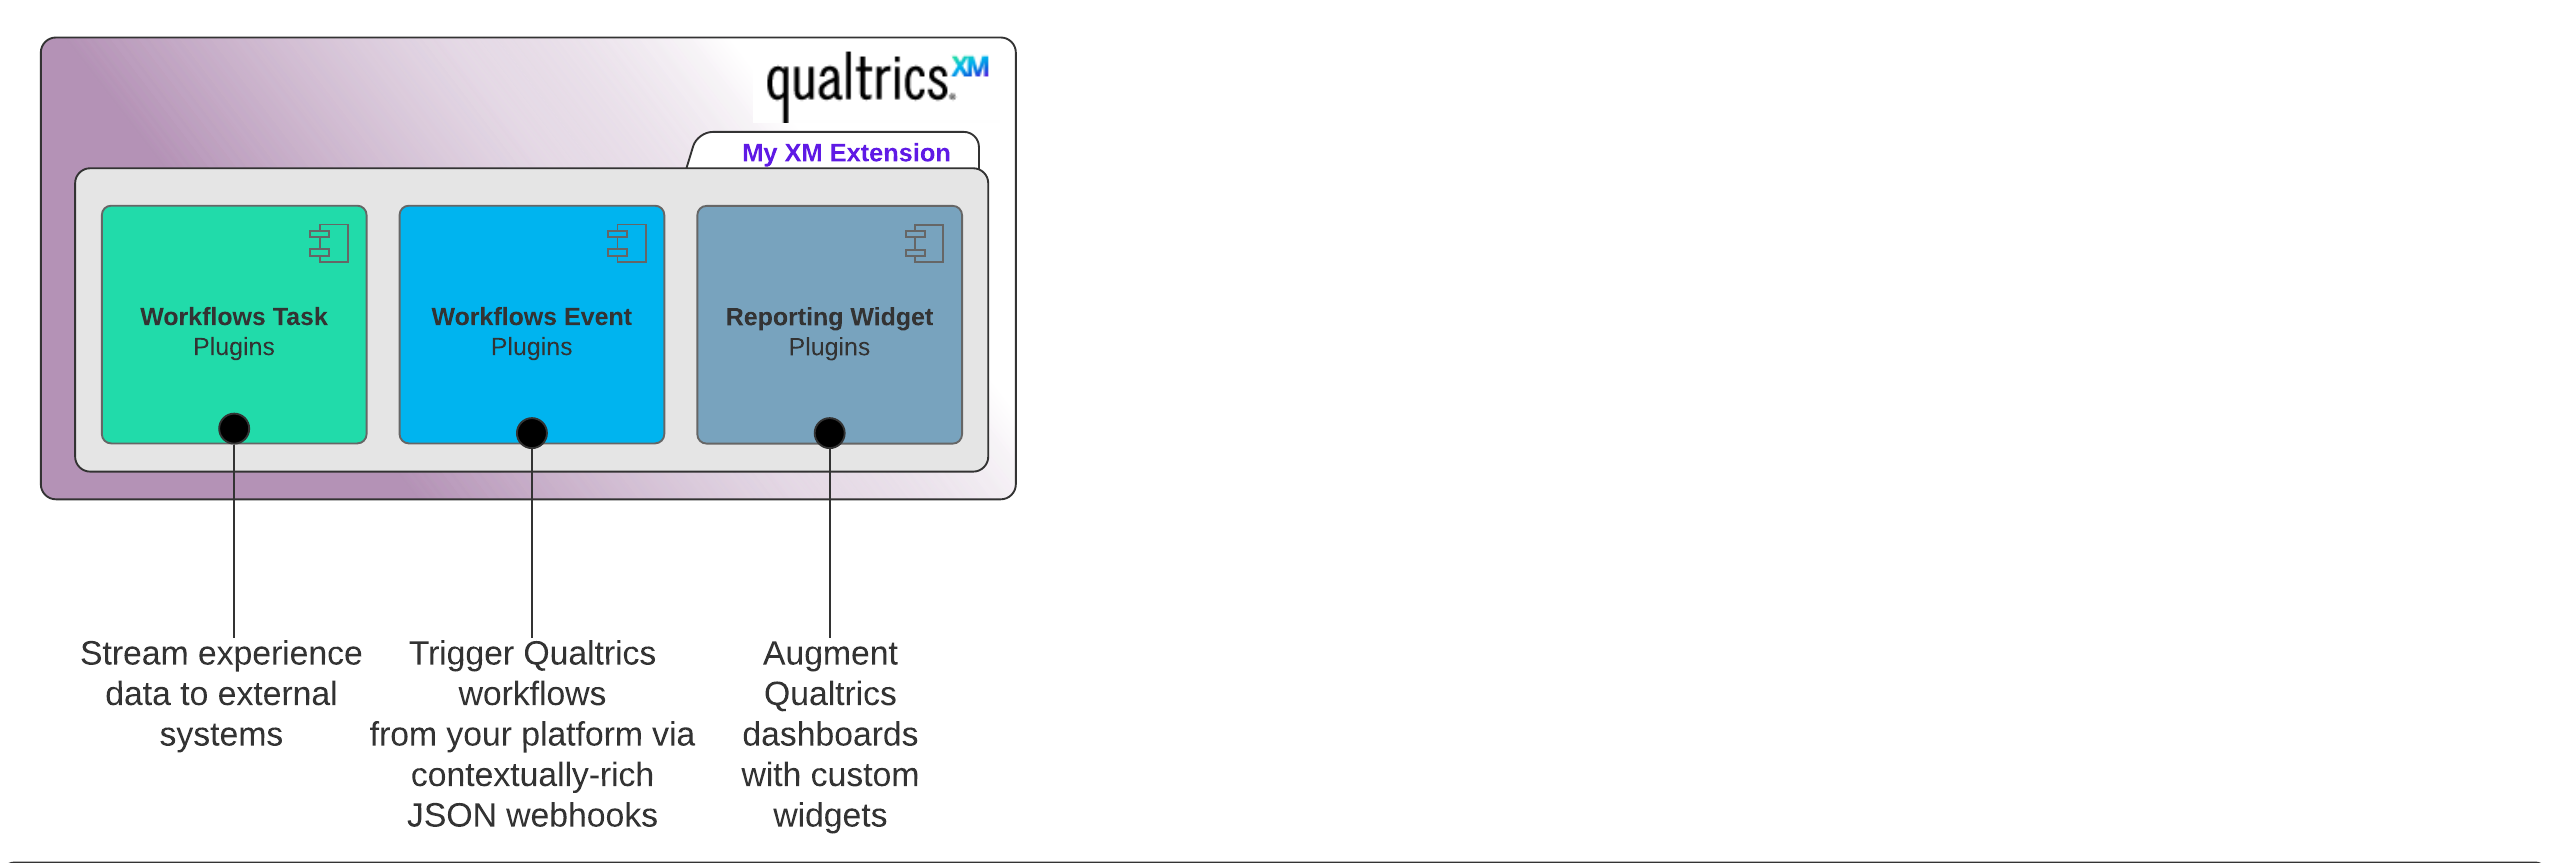 qualtrics.XM
My XM Extension
Workflows Task
Plugins
Workflows Event
Plugins
Reporting Widget
Plugins
Stream experience
data to external
systems
Trigger Qualtrics
workflows
from your platform via
contextually-rich
JSON webhooks
Augment
Qualtrics
dashboards
with custom
widgets